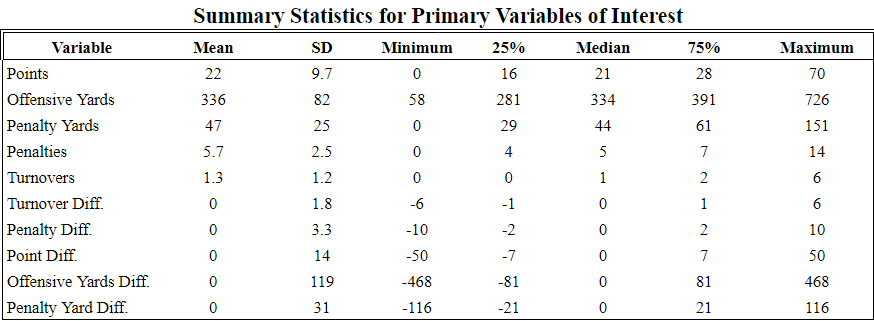 Summary Statistics for Primary Variables of Interest
Variable Mean SD Minimum 25% Median 75% Maximum
Points 22 9.7 0 16 21 28 70
Offensive Yards 336 82 58 281 334 391 726
Penalty Yards 47 25 0 29 44 61 151
Penalties 5.7 2.5 0 4 5 7 14
Turnovers 1.3 1.2 0 0 1 2 6
Turnover Diff. 0 1.8 -6 -1 0 1 6
Penalty Diff. 0 3.3 -10 -2 0 2 10
Point Diff. 0 14 -50 -7 0 7 50
Offensive Yards Diff. 0 119 -468 -81 0 81 468
Penalty Yard Diff. 0 31 -116 -21 0 21 116